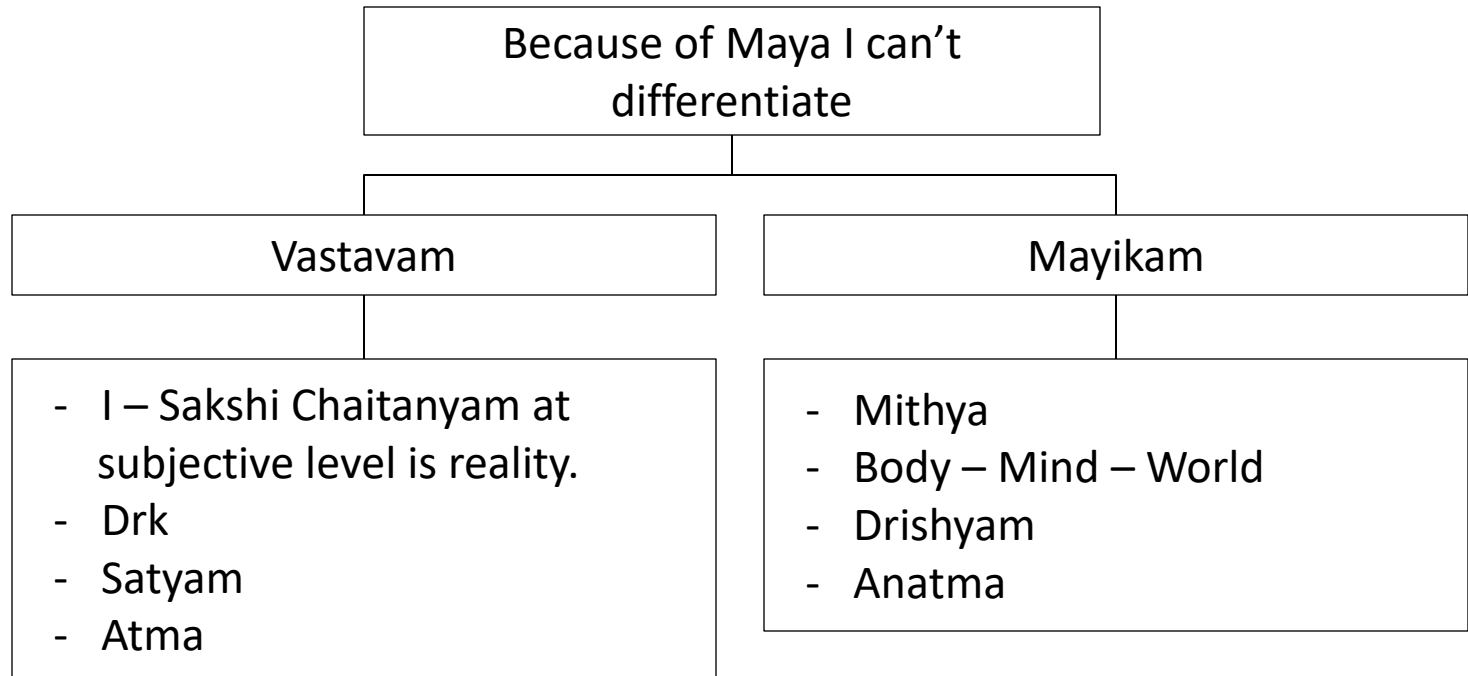 Because of Maya I can’t
differentiate
Vastavam
Mayikam
- I – Sakshi Chaitanyam at
subjective level is reality.
- Drk
- Satyam
- Atma
- Mithya
- Body – Mind – World
- Drishyam
- Anatma